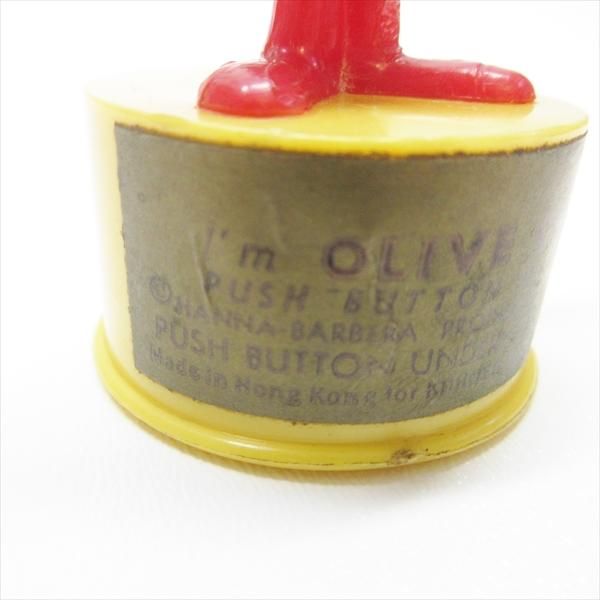 I'm OLIVE
PUSH BUTTON
© HANNA-BARBERA
PUSH BUTTON
Made in Hong Kong for